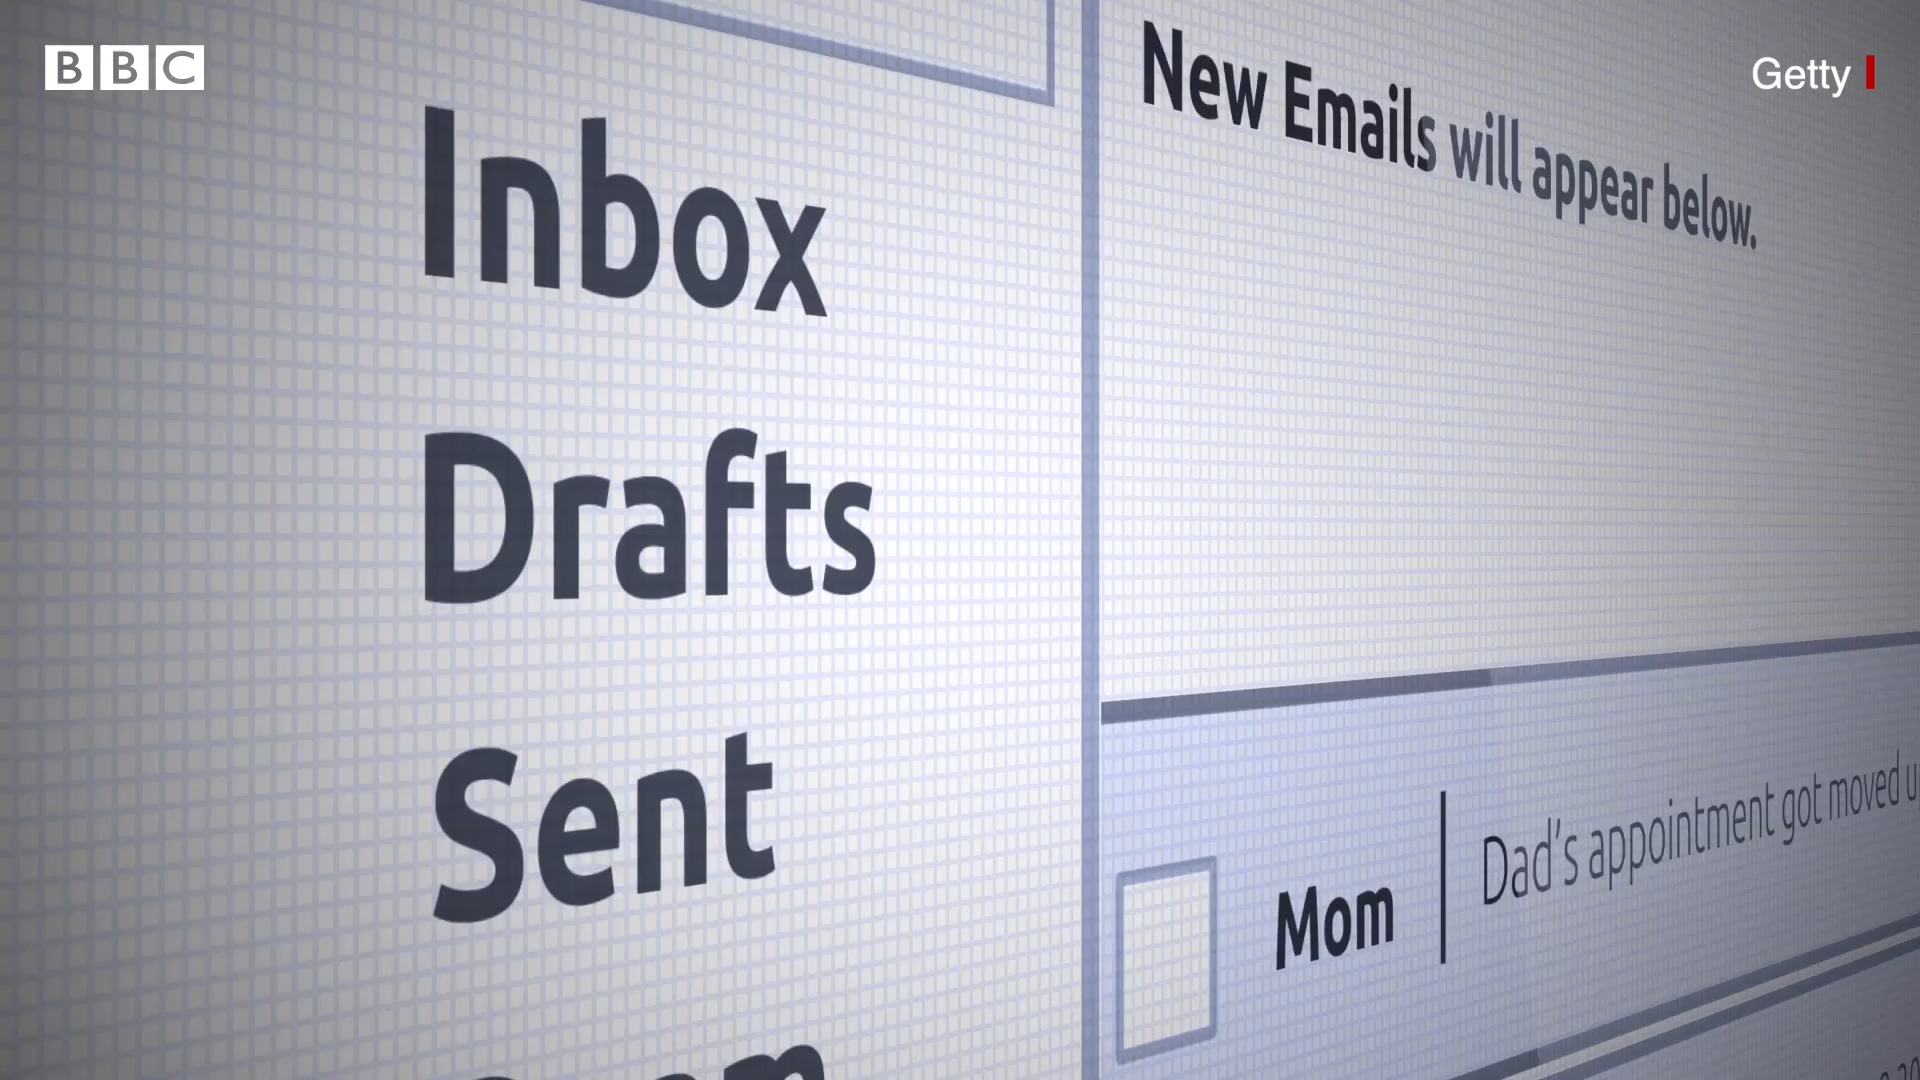 BBC
Getty
New Emails will appear below.
Inbox
Drafts
Sent
Mom
Dad's appointment got moved